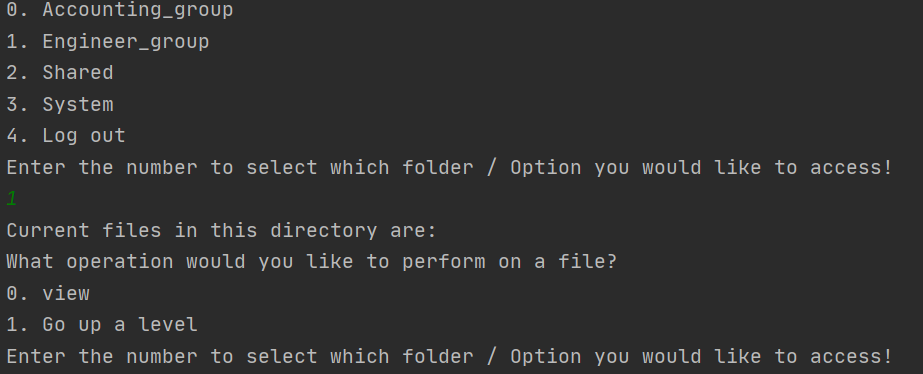 0. Accounting_group
1. Engineer_group
2. Shared
3. System
4. Log out
Enter the number to select which folder / Option you would like to access!
1
Current files in this directory are:
What operation would you like to perform on a file?
0. view
1. Go up a level
Enter the number to select which folder / Option you would like to access!